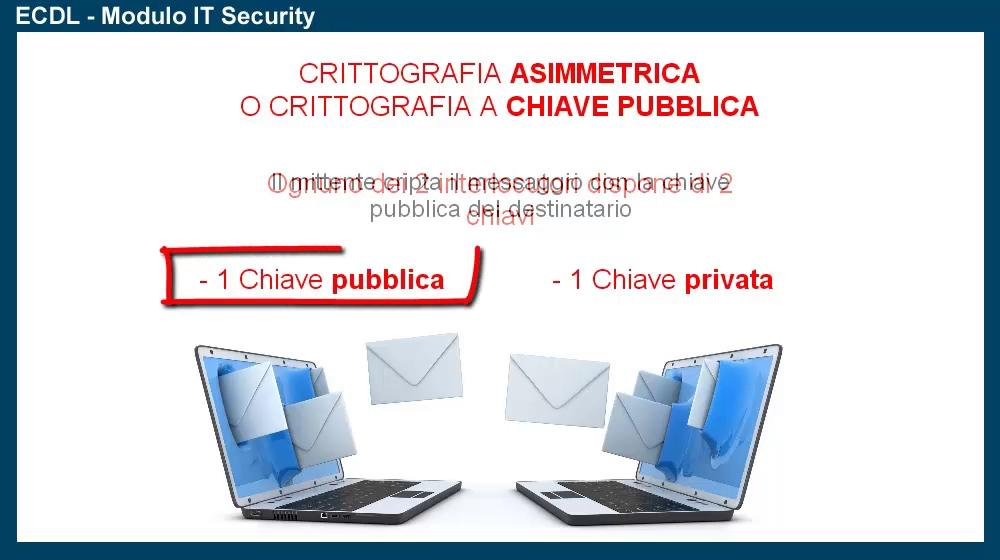 ECDL - Modulo IT Security
CRITTOGRAFIA ASIMMETRICA
O CRITTOGRAFIA A CHIAVE PUBBLICA
Ognuno dei 2 interlocutori dispone di 2
chiavi
Il mittente cripta il messaggio con la chiave
pubblica del destinatario
- 1 Chiave pubblica
- 1 Chiave privata